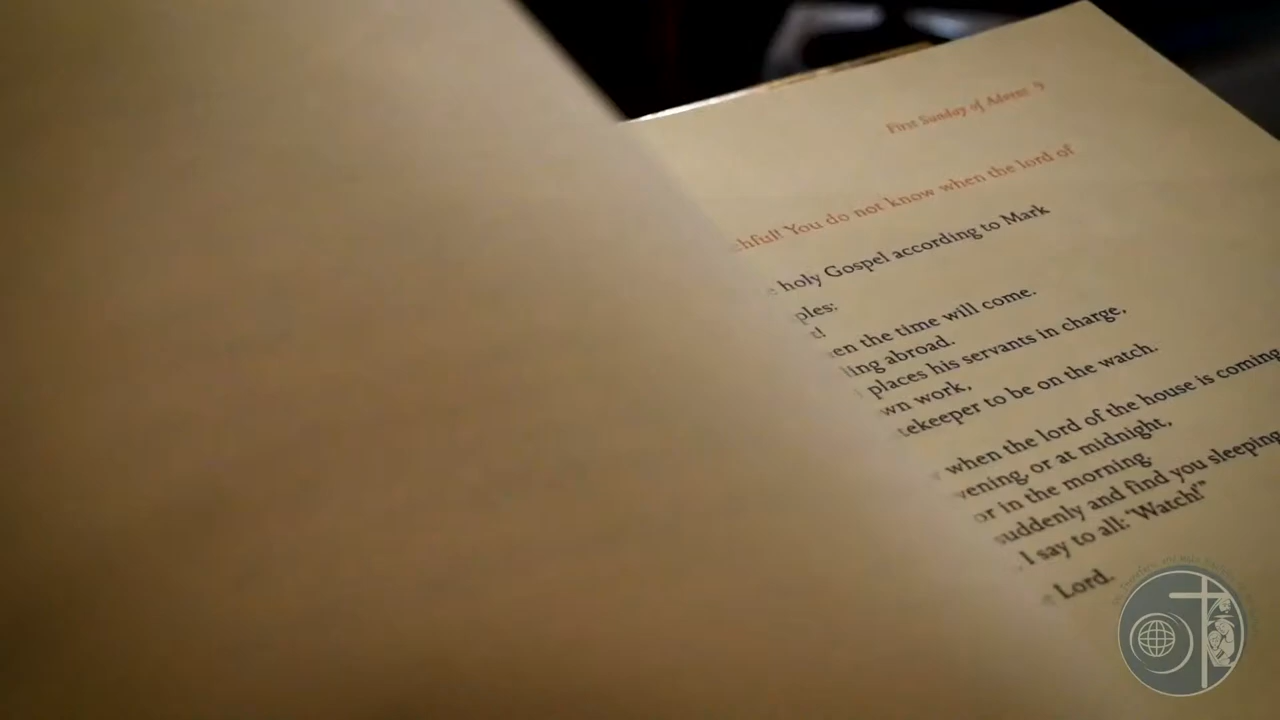 First Sunday of Advent 9
hful! You do not know when the lord of
holy Gospel according to Mark
ples:
t!
en the time will come.
ling abroad.
places his servants in charge,
wn work,
tekeeper to be on the watch.
when the lord of the house is coming
vening, or at midnight,
or in the morning.
suddenly and find you sleeping
I say to all: ‘Watch!’”
Lord.